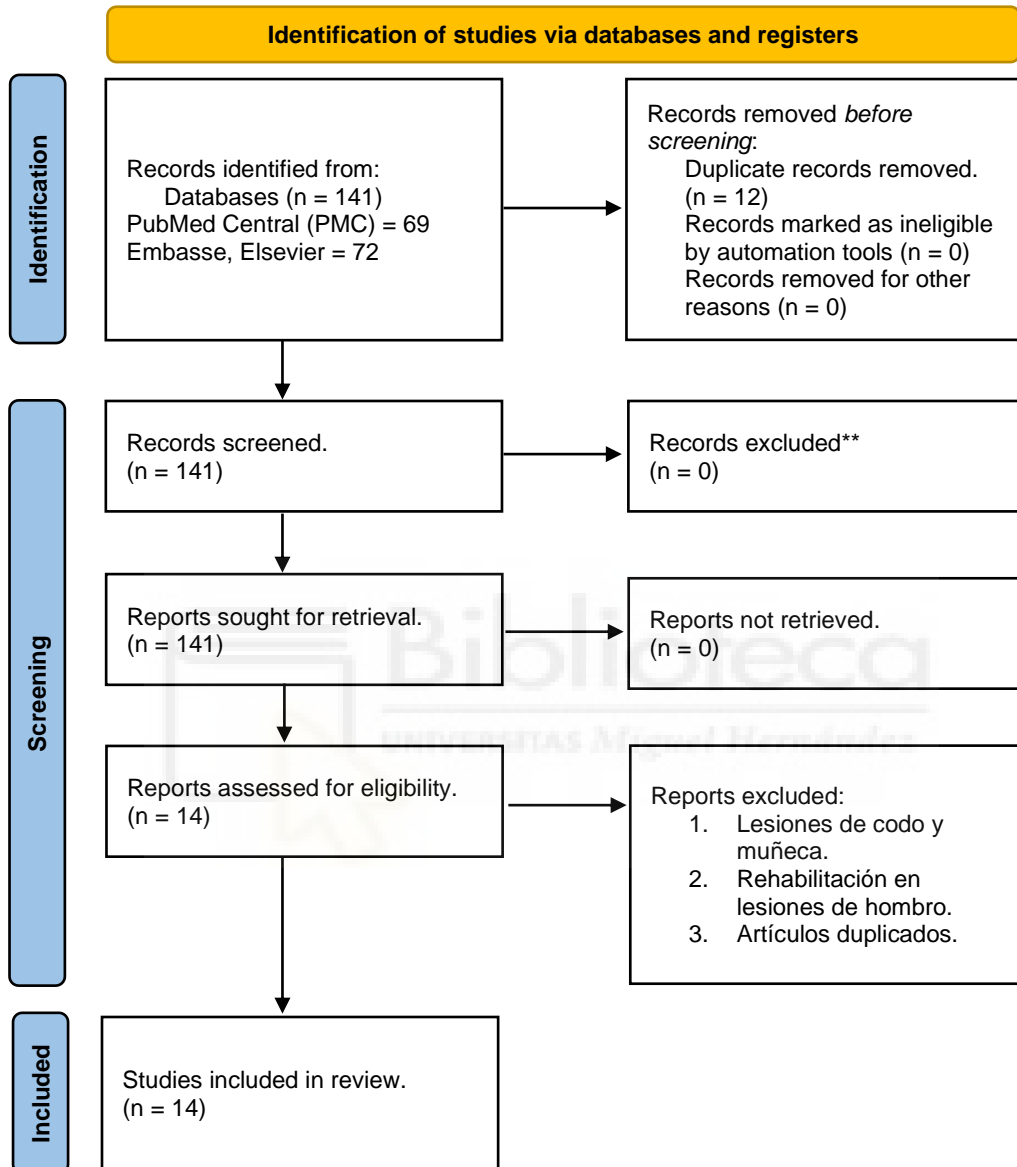 Identification of studies via databases and registers
Identification
Records identified from:
Databases (n = 141)
PubMed Central (PMC) = 69
Embasse, Elsevier = 72
Records removed before
screening:
Duplicate records removed.
(n = 12)
Records marked as ineligible
by automation tools (n = 0)
Records removed for other
reasons (n = 0)
Screening
Records screened.
(n = 141)
Records excluded**
(n = 0)
Reports sought for retrieval.
(n = 141)
Reports not retrieved.
(n = 0)
Biblioteca
UNIVERSITAS Miguel Hernández
Reports assessed for eligibility.
(n = 14)
Reports excluded:
1. Lesiones de codo y
muñeca.
2. Rehabilitación en
lesiones de hombro.
3. Artículos duplicados.
Included
Studies included in review.
(n = 14)